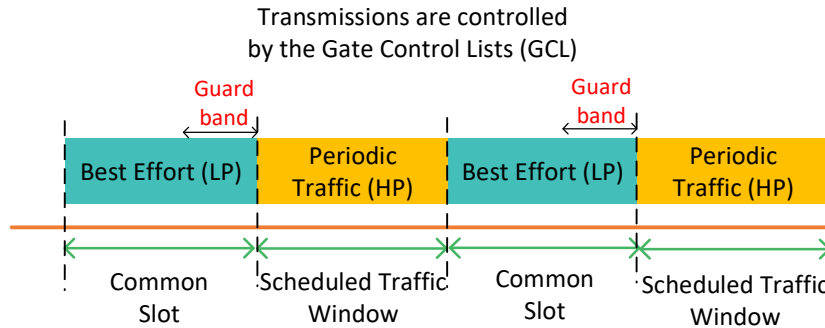 Transmissions are controlled
by the Gate Control Lists (GCL)
Guard
band
Guard
band
Best Effort (LP)
Periodic
Traffic (HP)
Best Effort (LP)
Periodic
Traffic (HP)
Common
Slot
Scheduled Traffic
Window
Common
Slot
Scheduled Traffic
Window